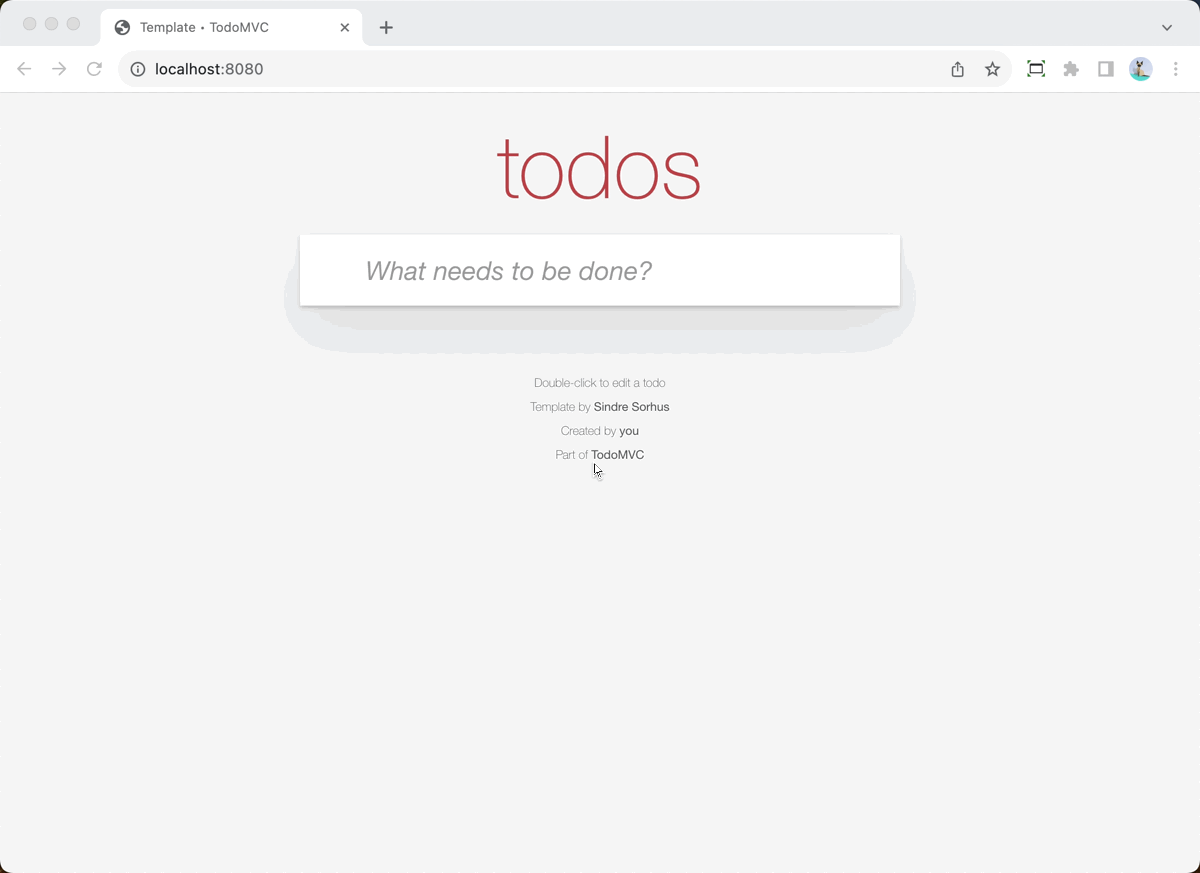 Template • TodoMVC
localhost:8080
todos
What needs to be done?
Double-click to edit a todo
Template by Sindre Sorhus
Created by you
Part of TodoMVC